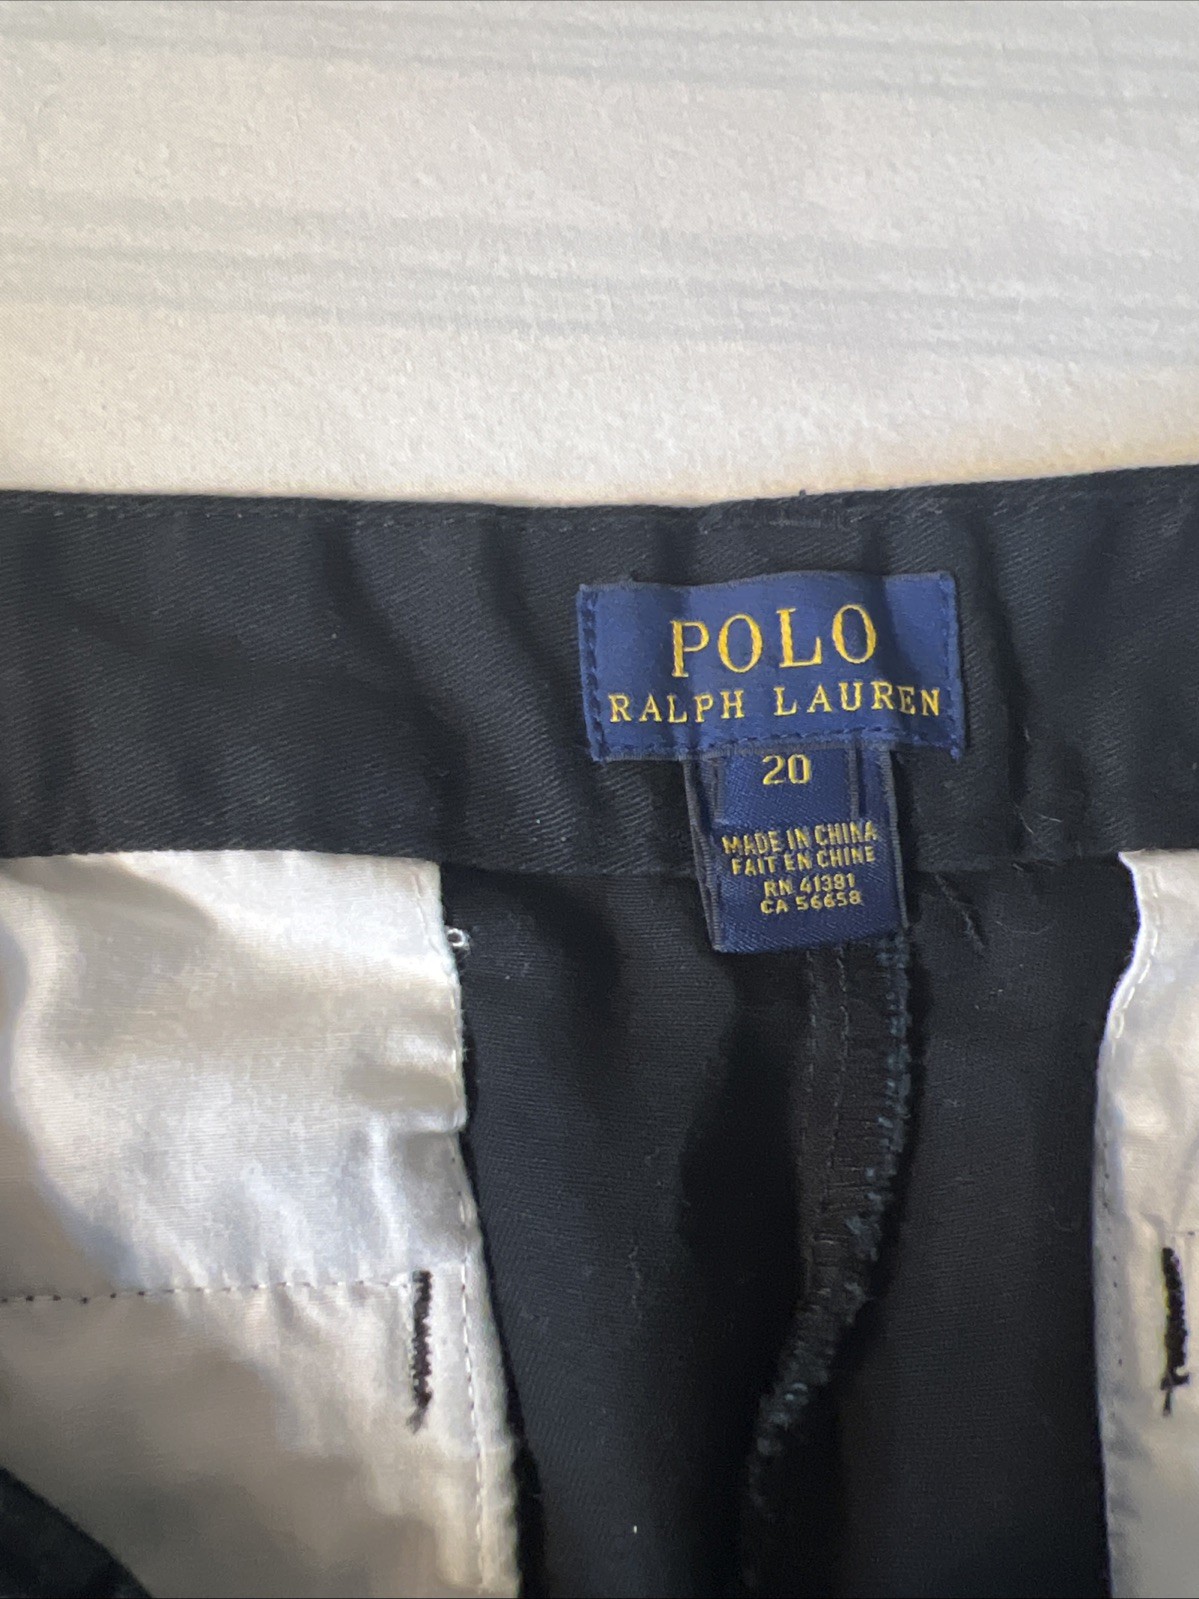 POLO
RALPH LAUREN
20
MADE IN CHINA
FAIT EN CHINE
RN 41381
CA 56658